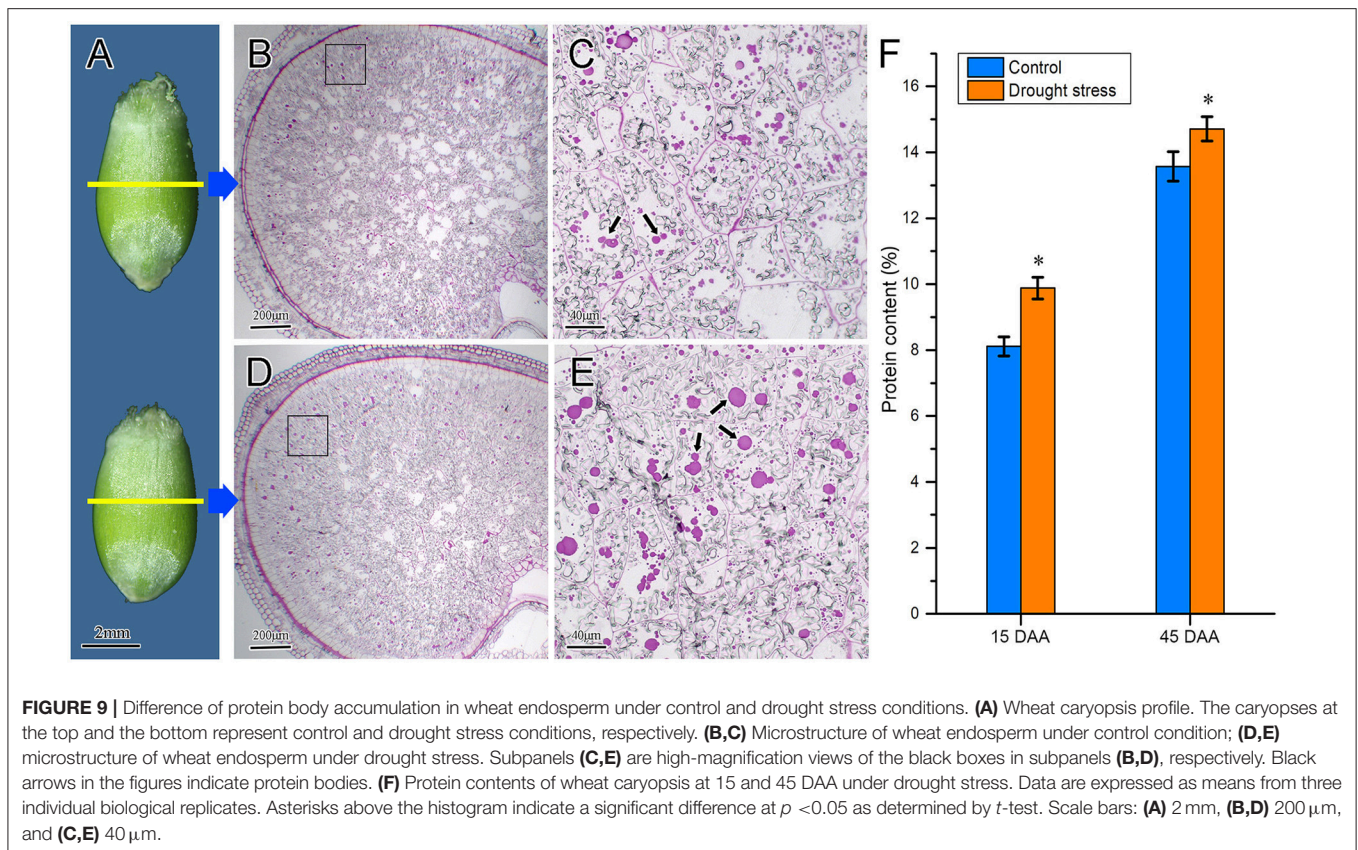 A
2mm
B
200μm
C
40μm
D
200μm
E
40μm
F
Control
Drought stress
Protein content (%)
16
14
12
10
8
6
4
2
0
*
*
15 DAA
45 DAA
FIGURE 9 | Difference of protein body accumulation in wheat endosperm under control and drought stress conditions. (A) Wheat caryopsis profile. The caryopses at
the top and the bottom represent control and drought stress conditions, respectively. (B,C) Microstructure of wheat endosperm under control condition; (D,E)
microstructure of wheat endosperm under drought stress. Subpanels (C,E) are high-magnification views of the black boxes in subpanels (B,D), respectively. Black
arrows in the figures indicate protein bodies. (F) Protein contents of wheat caryopsis at 15 and 45 DAA under drought stress. Data are expressed as means from three
individual biological replicates. Asterisks above the histogram indicate a significant difference at p <0.05 as determined by t-test. Scale bars: (A) 2 mm, (B,D) 200 μm,
and (C,E) 40 μm.